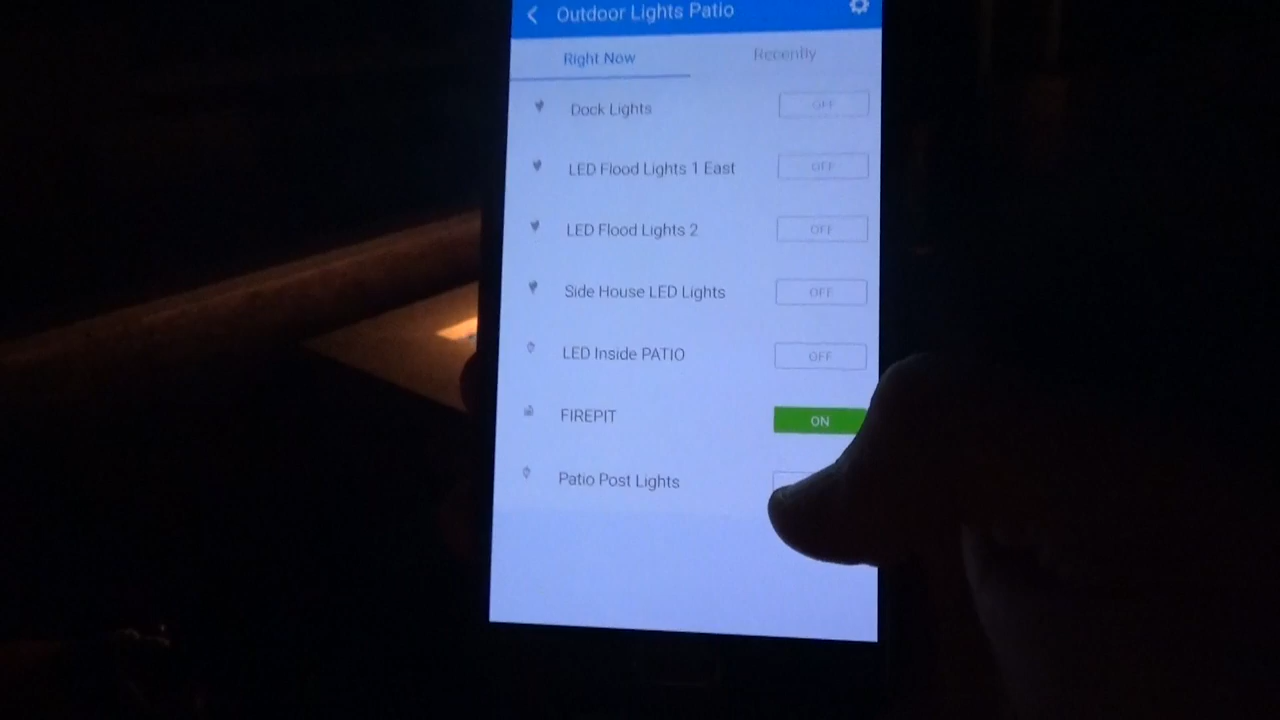 Outdoor Lights Patio
Right Now
Recently
Dock Lights
OFF
LED Flood Lights 1 East
OFF
LED Flood Lights 2
OFF
Side House LED Lights
OFF
LED Inside PATIO
OFF
FIREPIT
ON
Patio Post Lights